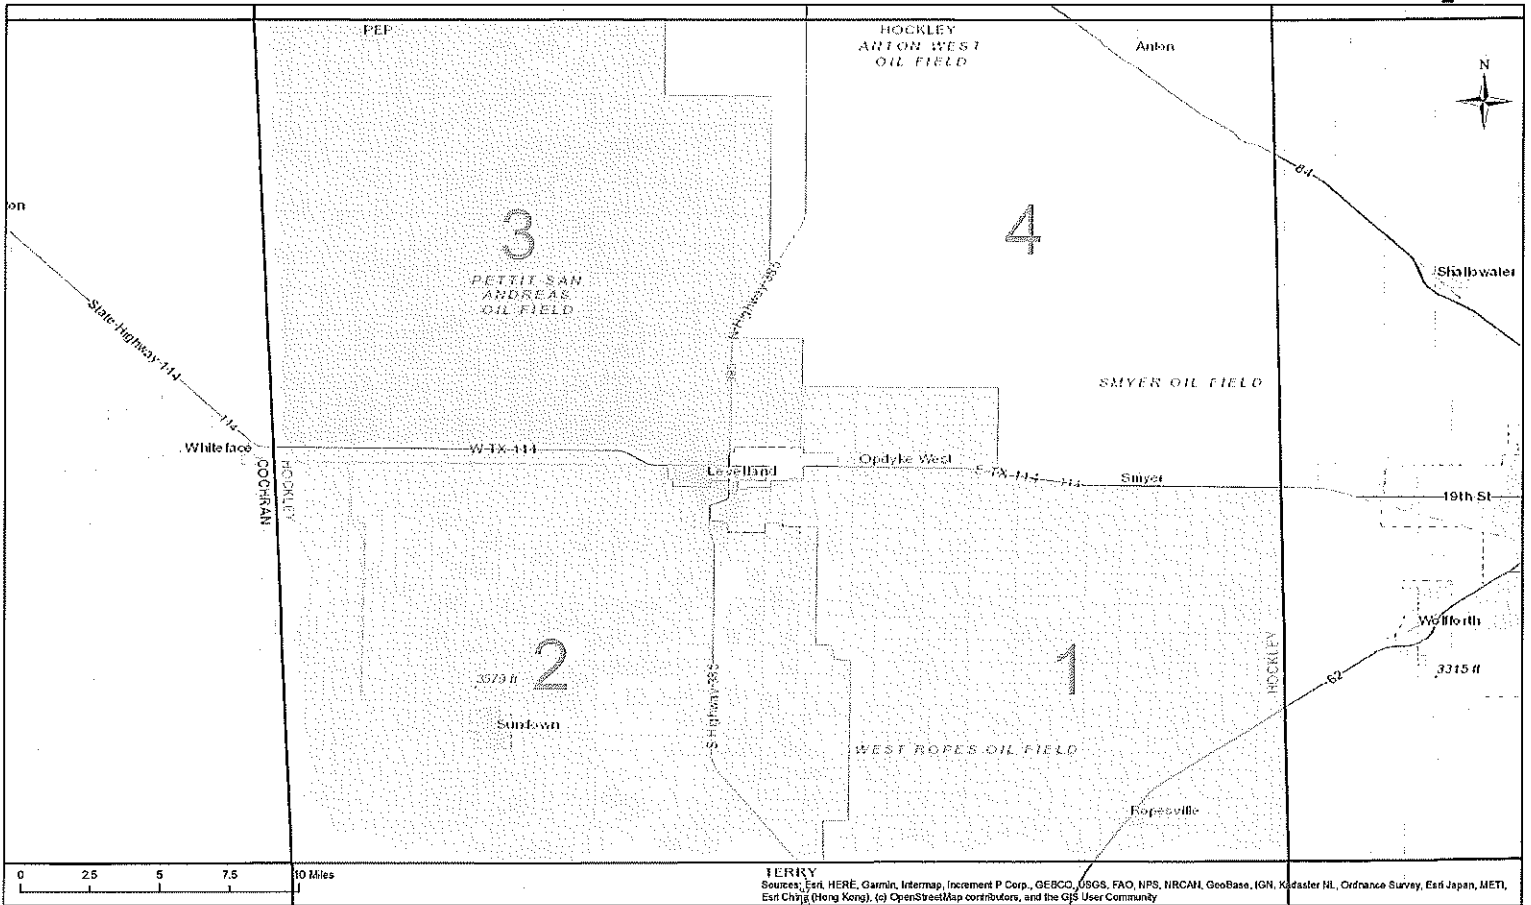 PEP
HOCKLEY
ANTON WEST
OIL FIELD
Anton
N
84
on
3
4
PETTIT SAN
ANDREAS
OIL FIELD
N Highway 385
Shallowater
State Highway 114
SMYER OIL FIELD
114
Whiteface
W TX-114
Levelland
Opdyke West
E TX-114
114
Smyer
19th St
COCHRAN
HOCKLEY
2
1
3579 ft
Sundown
S Highway 385
HOCKLEY
Wolfforth
3315 ft
62
WEST ROPES OIL FIELD
Ropesville
TERRY
0 2.5 5 7.5 10 Miles
Sources: Esri, HERE, Garmin, Intermap, increment P Corp., GEBCO, USGS, FAO, NPS, NRCAN, GeoBase, IGN, Kadaster NL, Ordnance Survey, Esri Japan, METI,
Esri China (Hong Kong), (c) OpenStreetMap contributors, and the GIS User Community